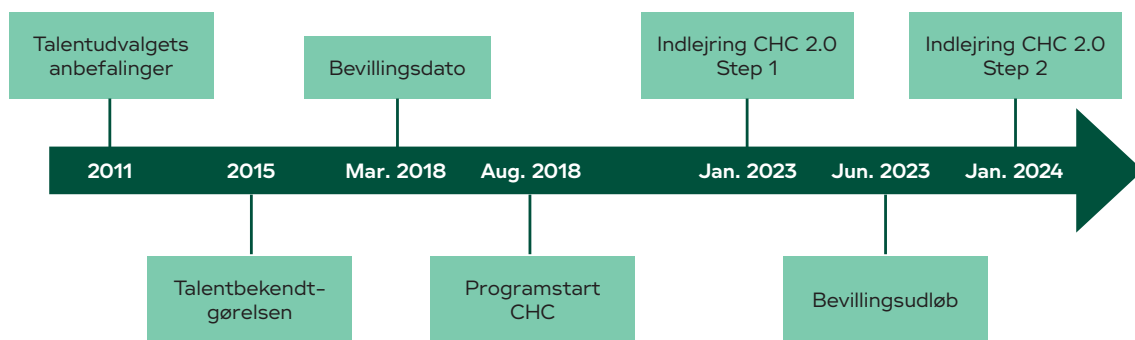 Talentudvalgets
anbefalinger
Bevillingsdato
Indlejring CHC 2.0
Step 1
Indlejring CHC 2.0
Step 2
2011
2015
Mar. 2018
Aug. 2018
Jan. 2023
Jun. 2023
Jan. 2024
Talentbekendt-
gørelsen
Programstart
CHC
Bevillingsudløb